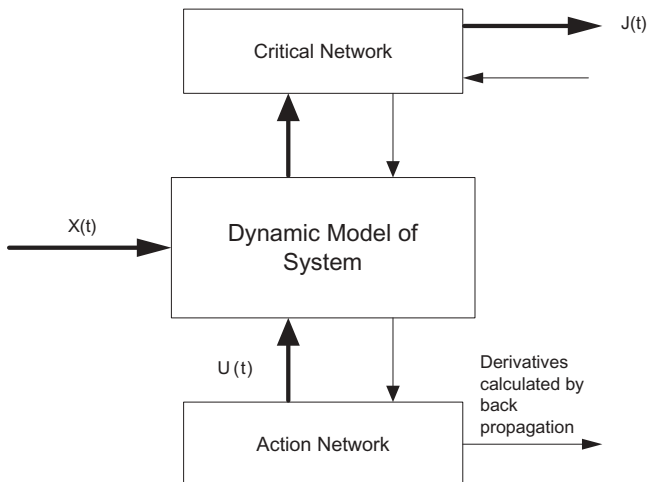 J(t)
Critical Network
X(t)
Dynamic Model of
System
U (t)
Derivatives
calculated by
back
propagation
Action Network